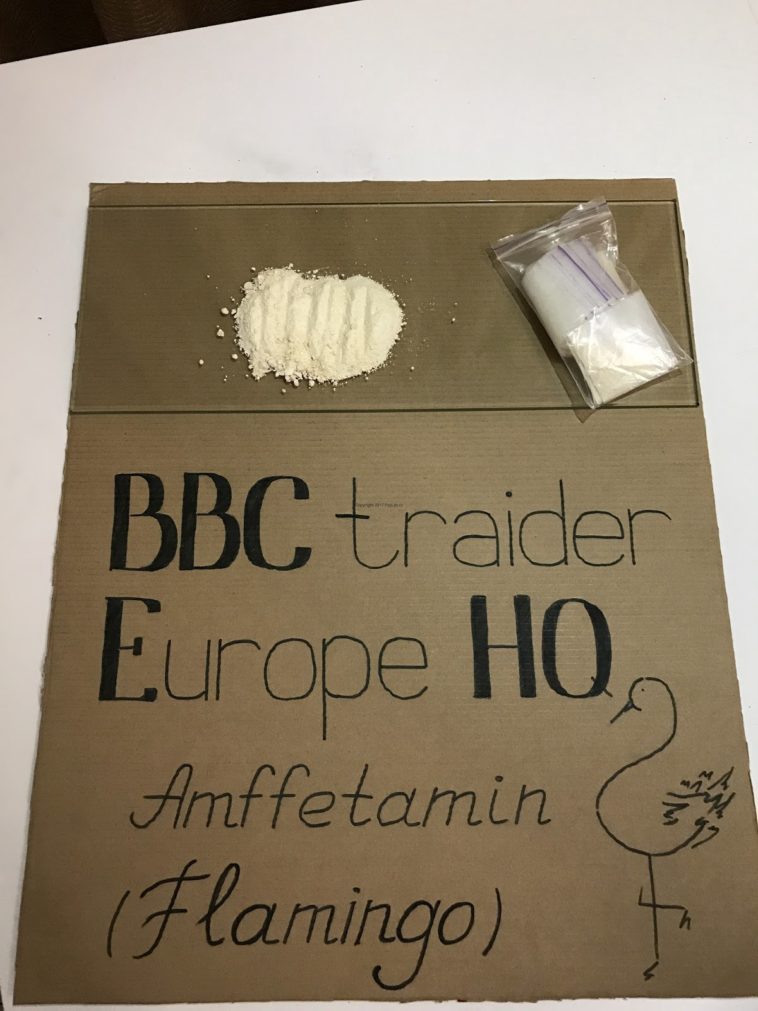 BBC traider
Europe HQ
Amffetamin
(Flamingo)